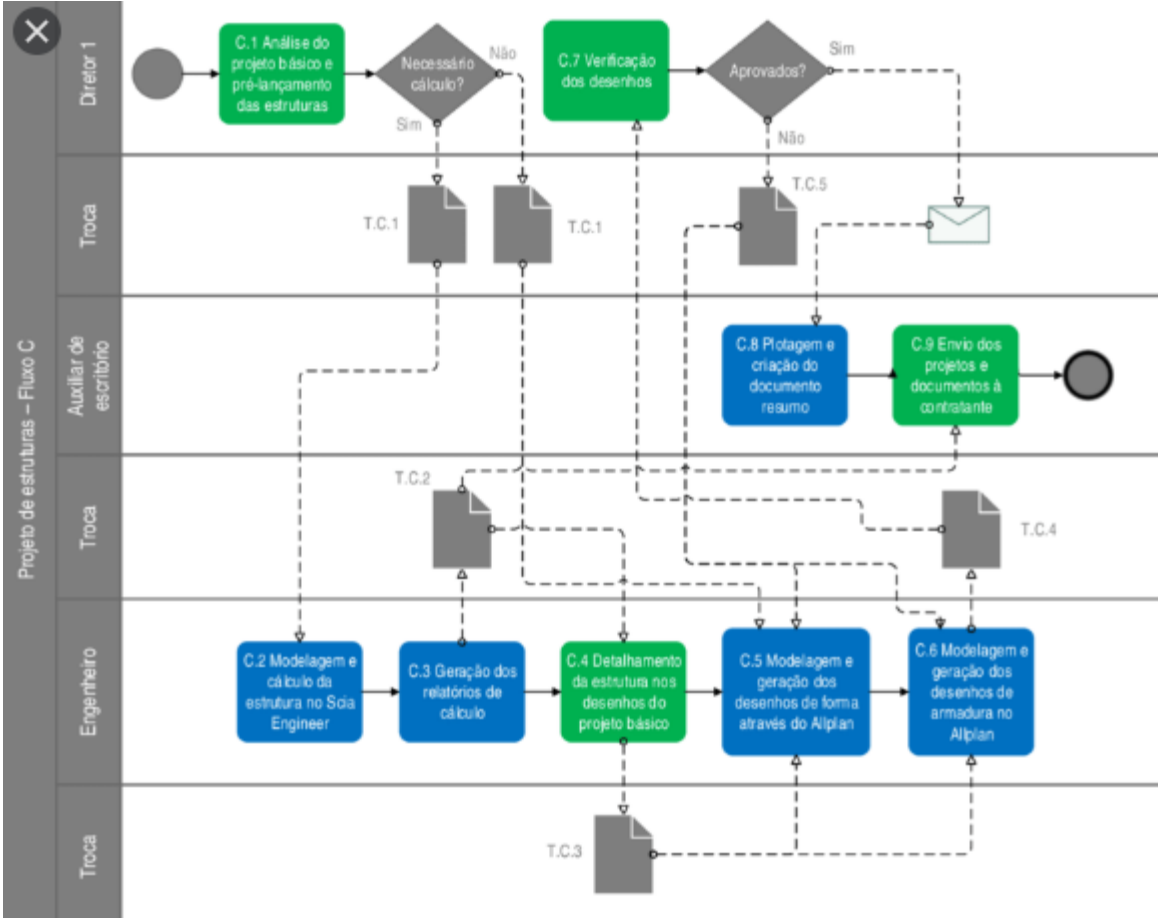 Projeto de estruturas – Fluxo C
Diretor 1
C.1 Análise do
projeto básico e
pré-lançamento
das estruturas
Necessário
cálculo?
Não
Sim
C.7 Verificação
dos desenhos
Aprovados?
Sim
Não
Troca
T.C.1
T.C.1
T.C.5
Auxiliar de
escritório
C.8 Plotagem e
criação do
documento
resumo
C.9 Envio dos
projetos e
documentos à
contratante
Troca
T.C.2
T.C.4
Engenheiro
C.2 Modelagem e
cálculo da
estrutura no Scia
Engineer
C.3 Geração dos
relatórios de
cálculo
C.4 Detalhamento
da estrutura nos
desenhos do
projeto básico
C.5 Modelagem e
geração dos
desenhos de forma
através do Allplan
C.6 Modelagem e
geração dos
desenhos de
armadura no
Allplan
Troca
T.C.3